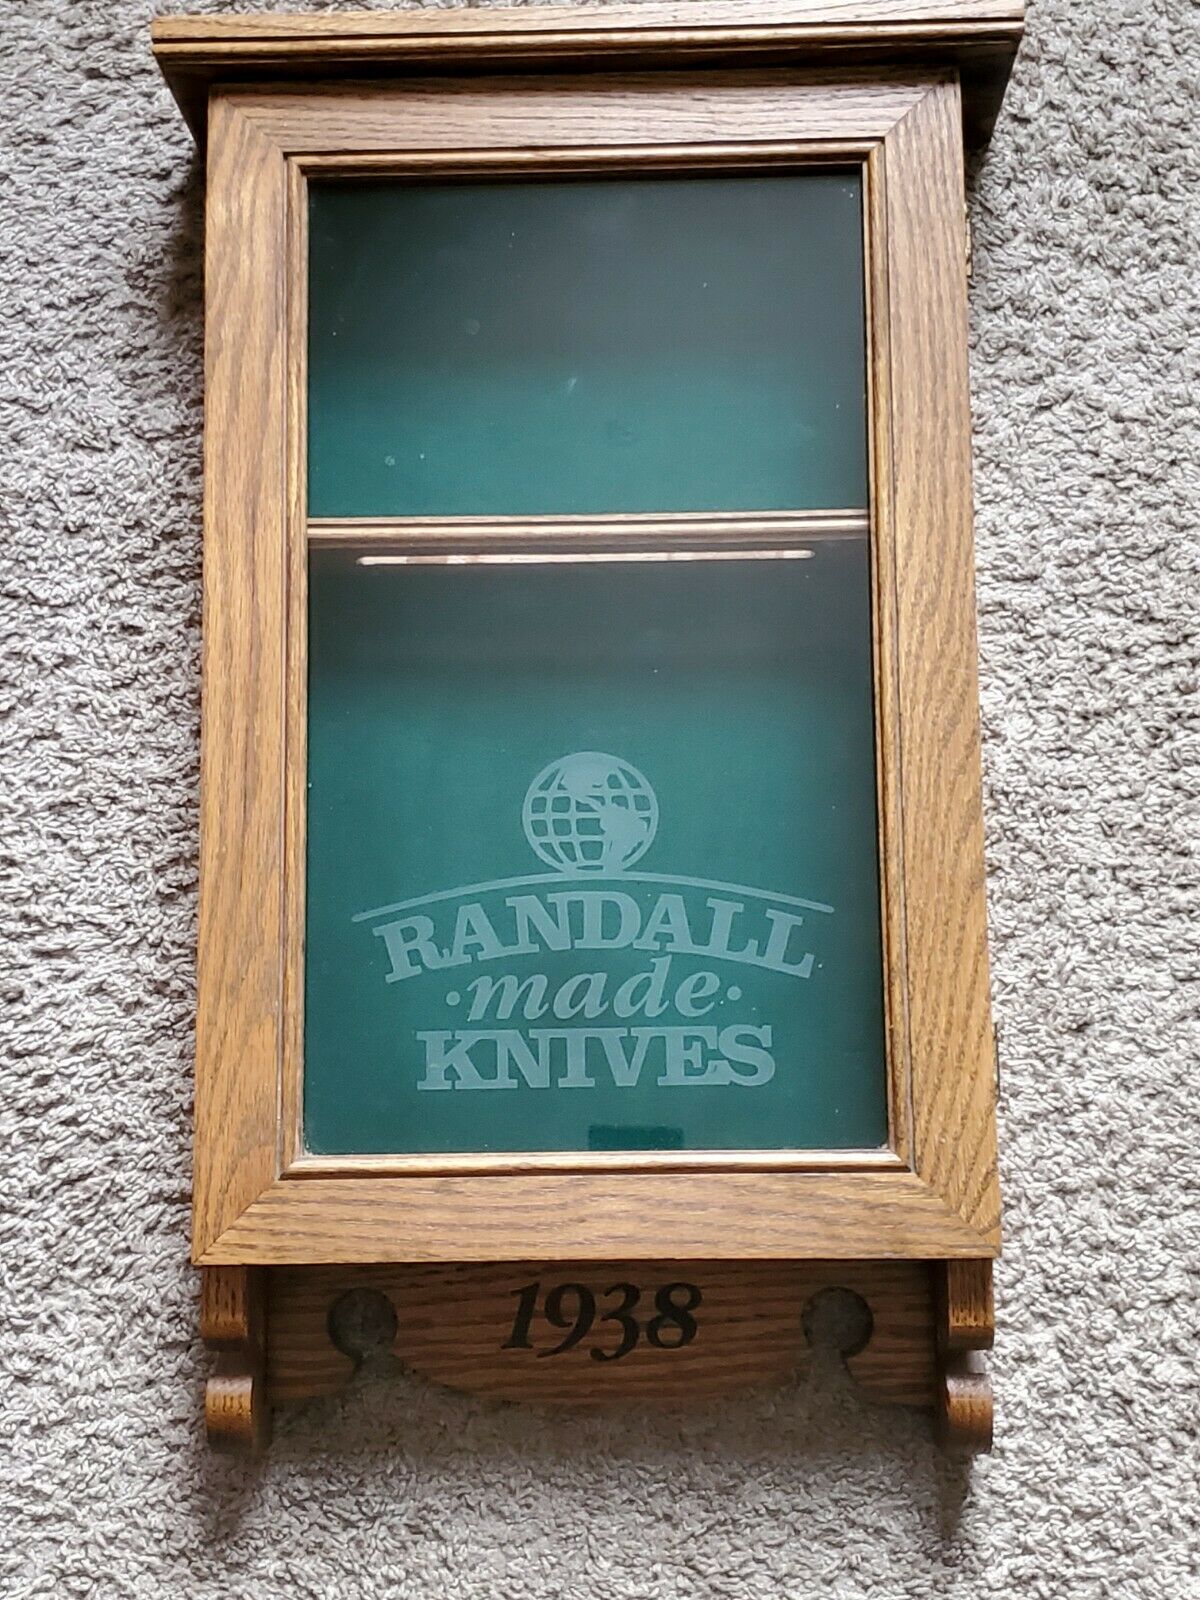 RANDALL
·made·
KNIVES
1938